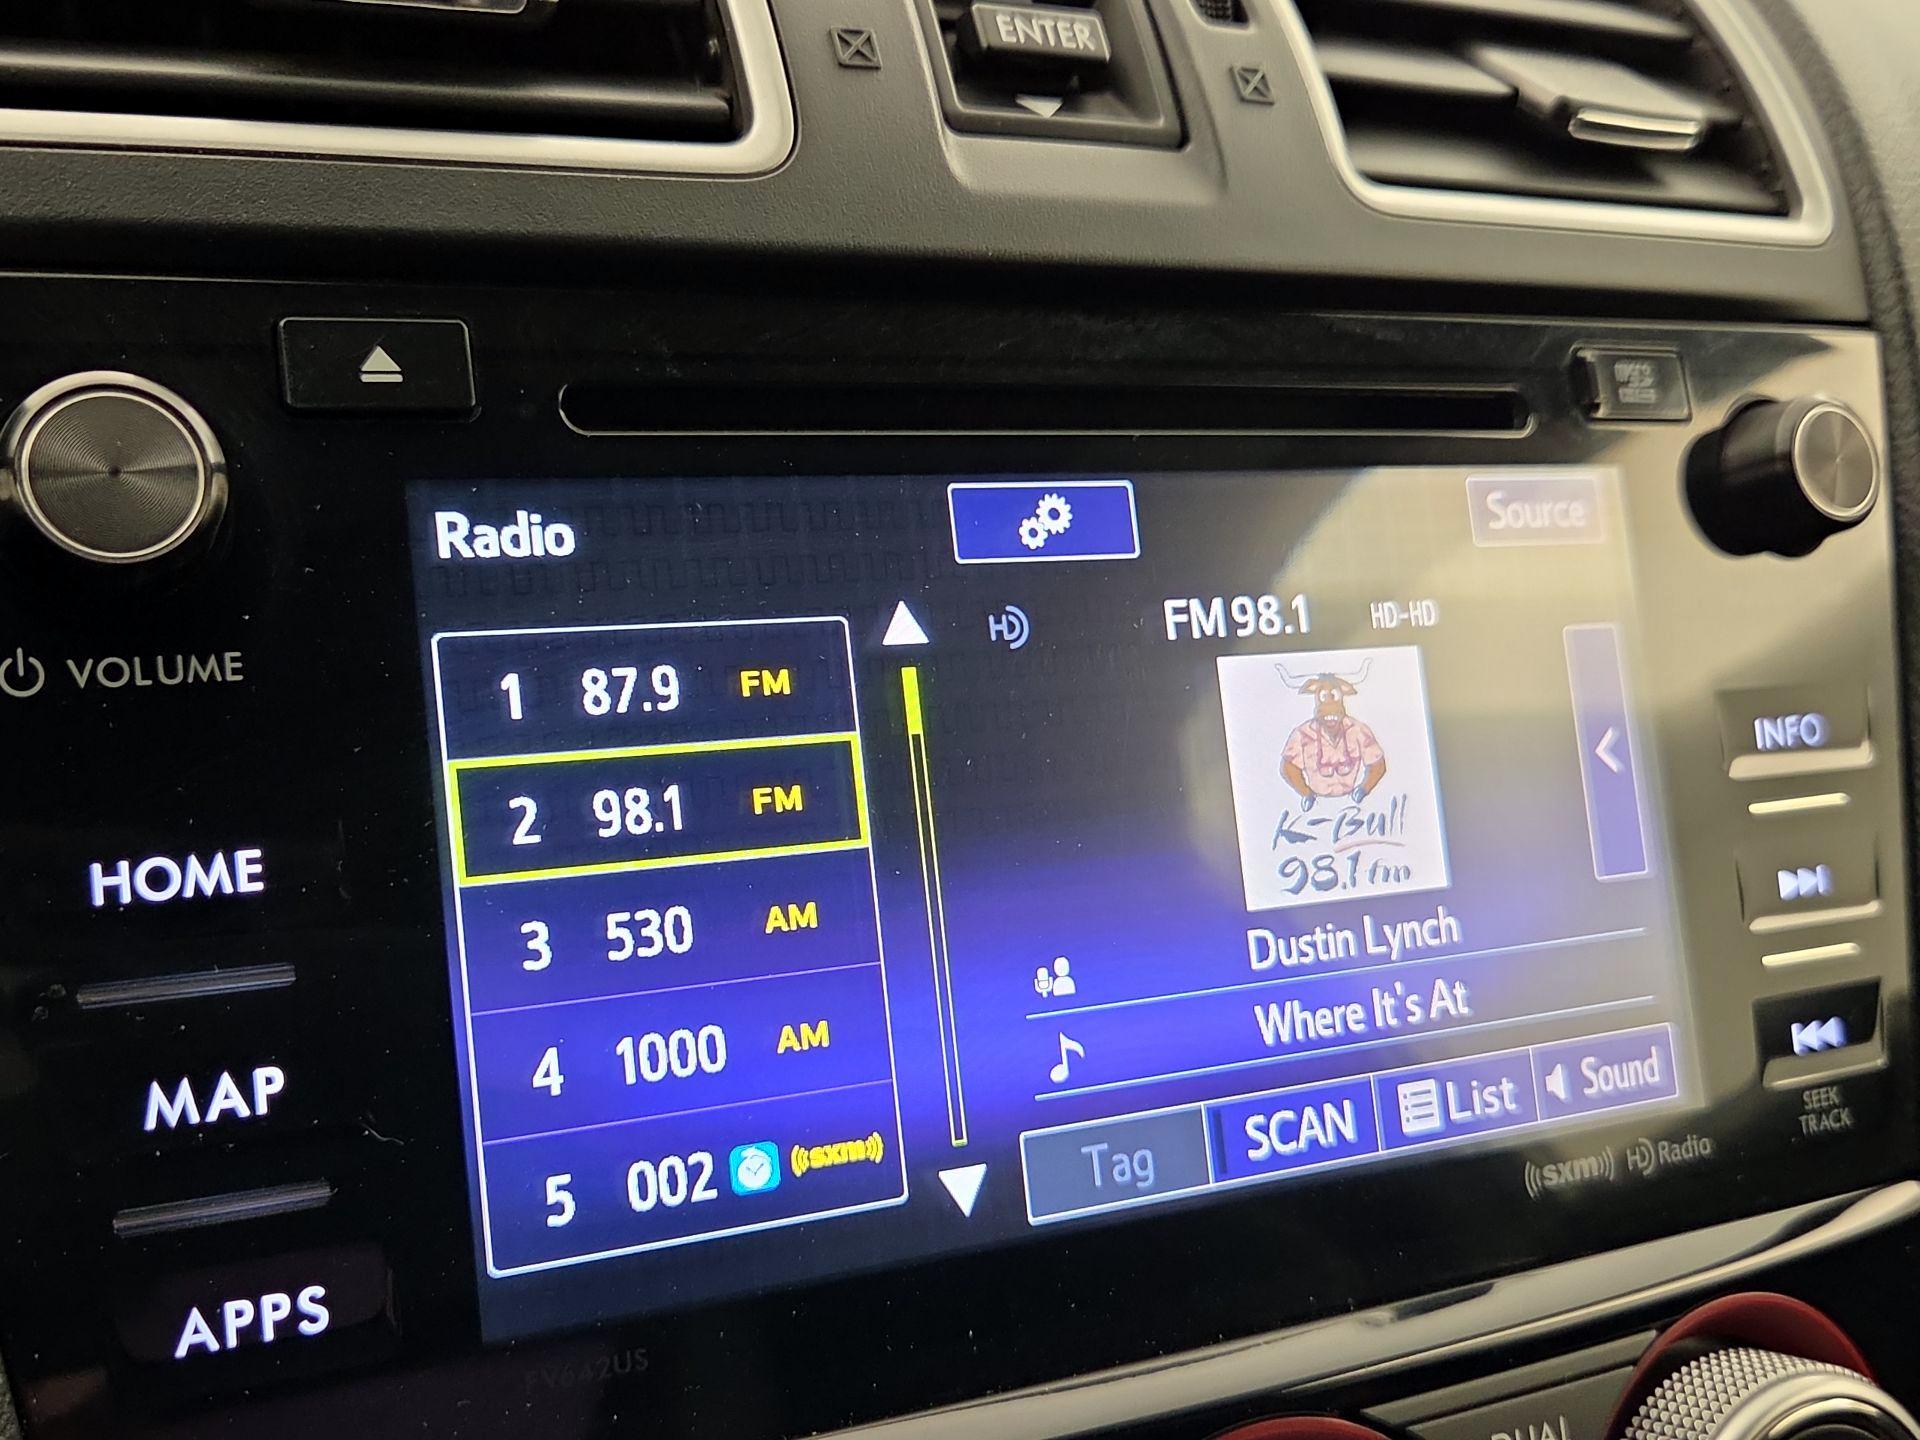 ENTER
Radio
Source
VOLUME
HD
FM 98.1 HD-HD
1 87.9 FM
2 98.1 FM
3 530 AM
4 1000 AM
5 002 ((sxm))
K-Bull
98.1 fm
Dustin Lynch
Where It's At
Tag SCAN List Sound
INFO
HOME
MAP
APPS
SEEK
TRACK
((sxm)) HD Radio
DUAL